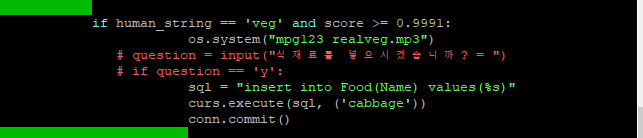 if human_string == 'veg' and score >= 0.9991:
os.system("mpg123 realveg.mp3")
# question = input("식재료를 넣으시겠습니까? = ")
# if question == 'y':
sql = "insert into Food(Name) values(%s)"
curs.execute(sql, ('cabbage'))
conn.commit()